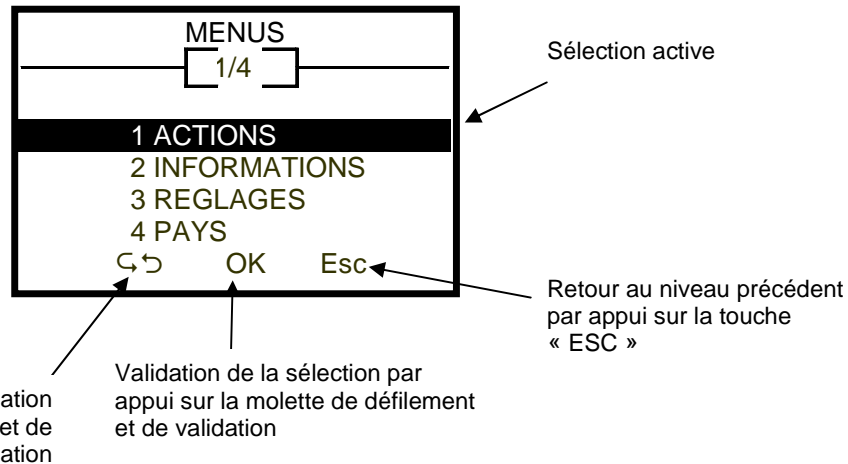 MENUS
1/4
Sélection active
1 ACTIONS
2 INFORMATIONS
3 REGLAGES
4 PAYS
OK Esc
Retour au niveau précédent
par appui sur la touche
« ESC »
Validation de la sélection par
appui sur la molette de défilement
et de validation
et de